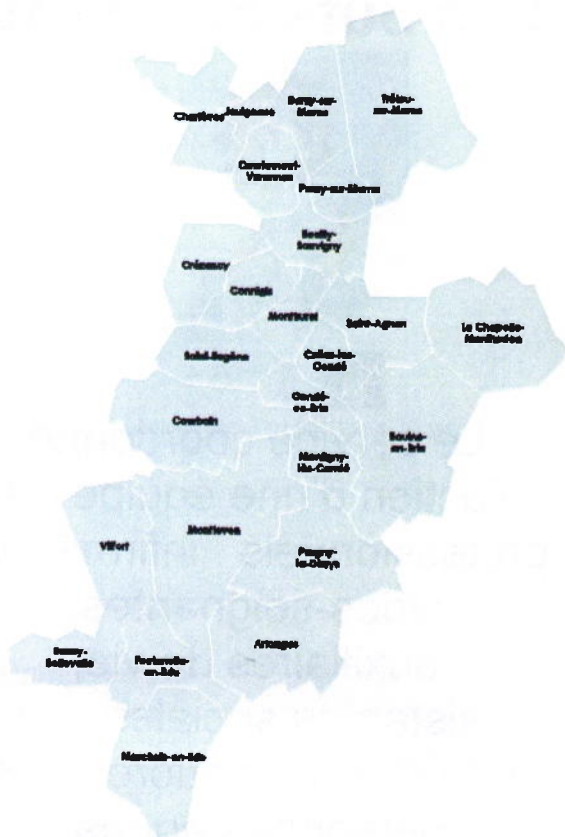 Chartèves
Jaulgonne
Barzy-sur-
Marne
Trélou-
sur-Marne
Courtemont-
Varennes
Passy-sur-Marne
Reuilly-
Sauvigny
Crézancy
Connigis
Monthurel
Saint-Agnan
La Chapelle-
Monthodon
Saint-Eugène
Celles-les-
Condé
Condé-
en-Brie
Courboin
Baulne-
en-Brie
Montigny-
lès-Condé
Viffort
Montlevon
Pargny-
la-Dhuys
Artonges
Rozoy-
Bellevalle
Fontenelle-
en-Brie
Marchais-en-Brie